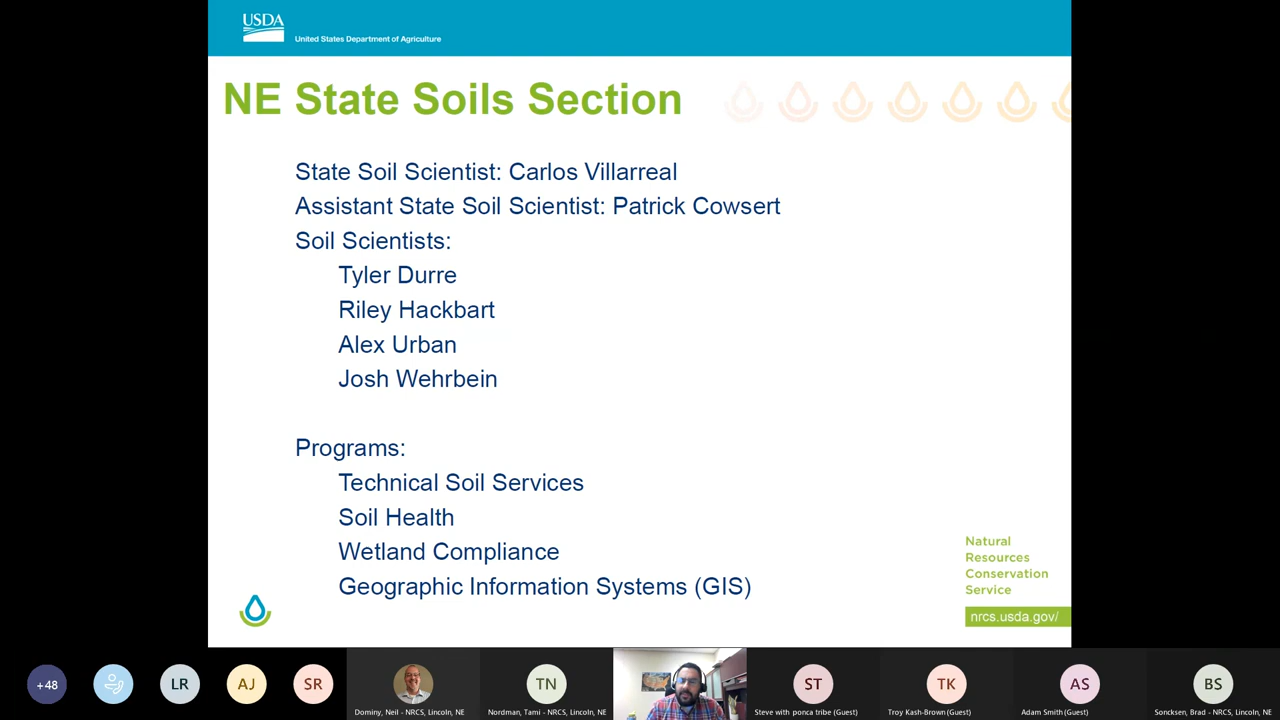 USDA
United States Department of Agriculture
NE State Soils Section
State Soil Scientist: Carlos Villarreal
Assistant State Soil Scientist: Patrick Cowsert
Soil Scientists:
Tyler Durre
Riley Hackbart
Alex Urban
Josh Wehrbein
Programs:
Technical Soil Services
Soil Health
Wetland Compliance
Geographic Information Systems (GIS)
Natural
Resources
Conservation
Service
nrcs.usda.gov/
+48
LR
AJ
SR
Dominy, Neil - NRCS, Lincoln, NE
TN
Nordman, Tami - NRCS, Lincoln, NE
ST
Steve with ponca tribe (Guest)
TK
Troy Kash-Brown (Guest)
AS
Adam Smith (Guest)
BS
Soncksen, Brad - NRCS, Lincoln, NE